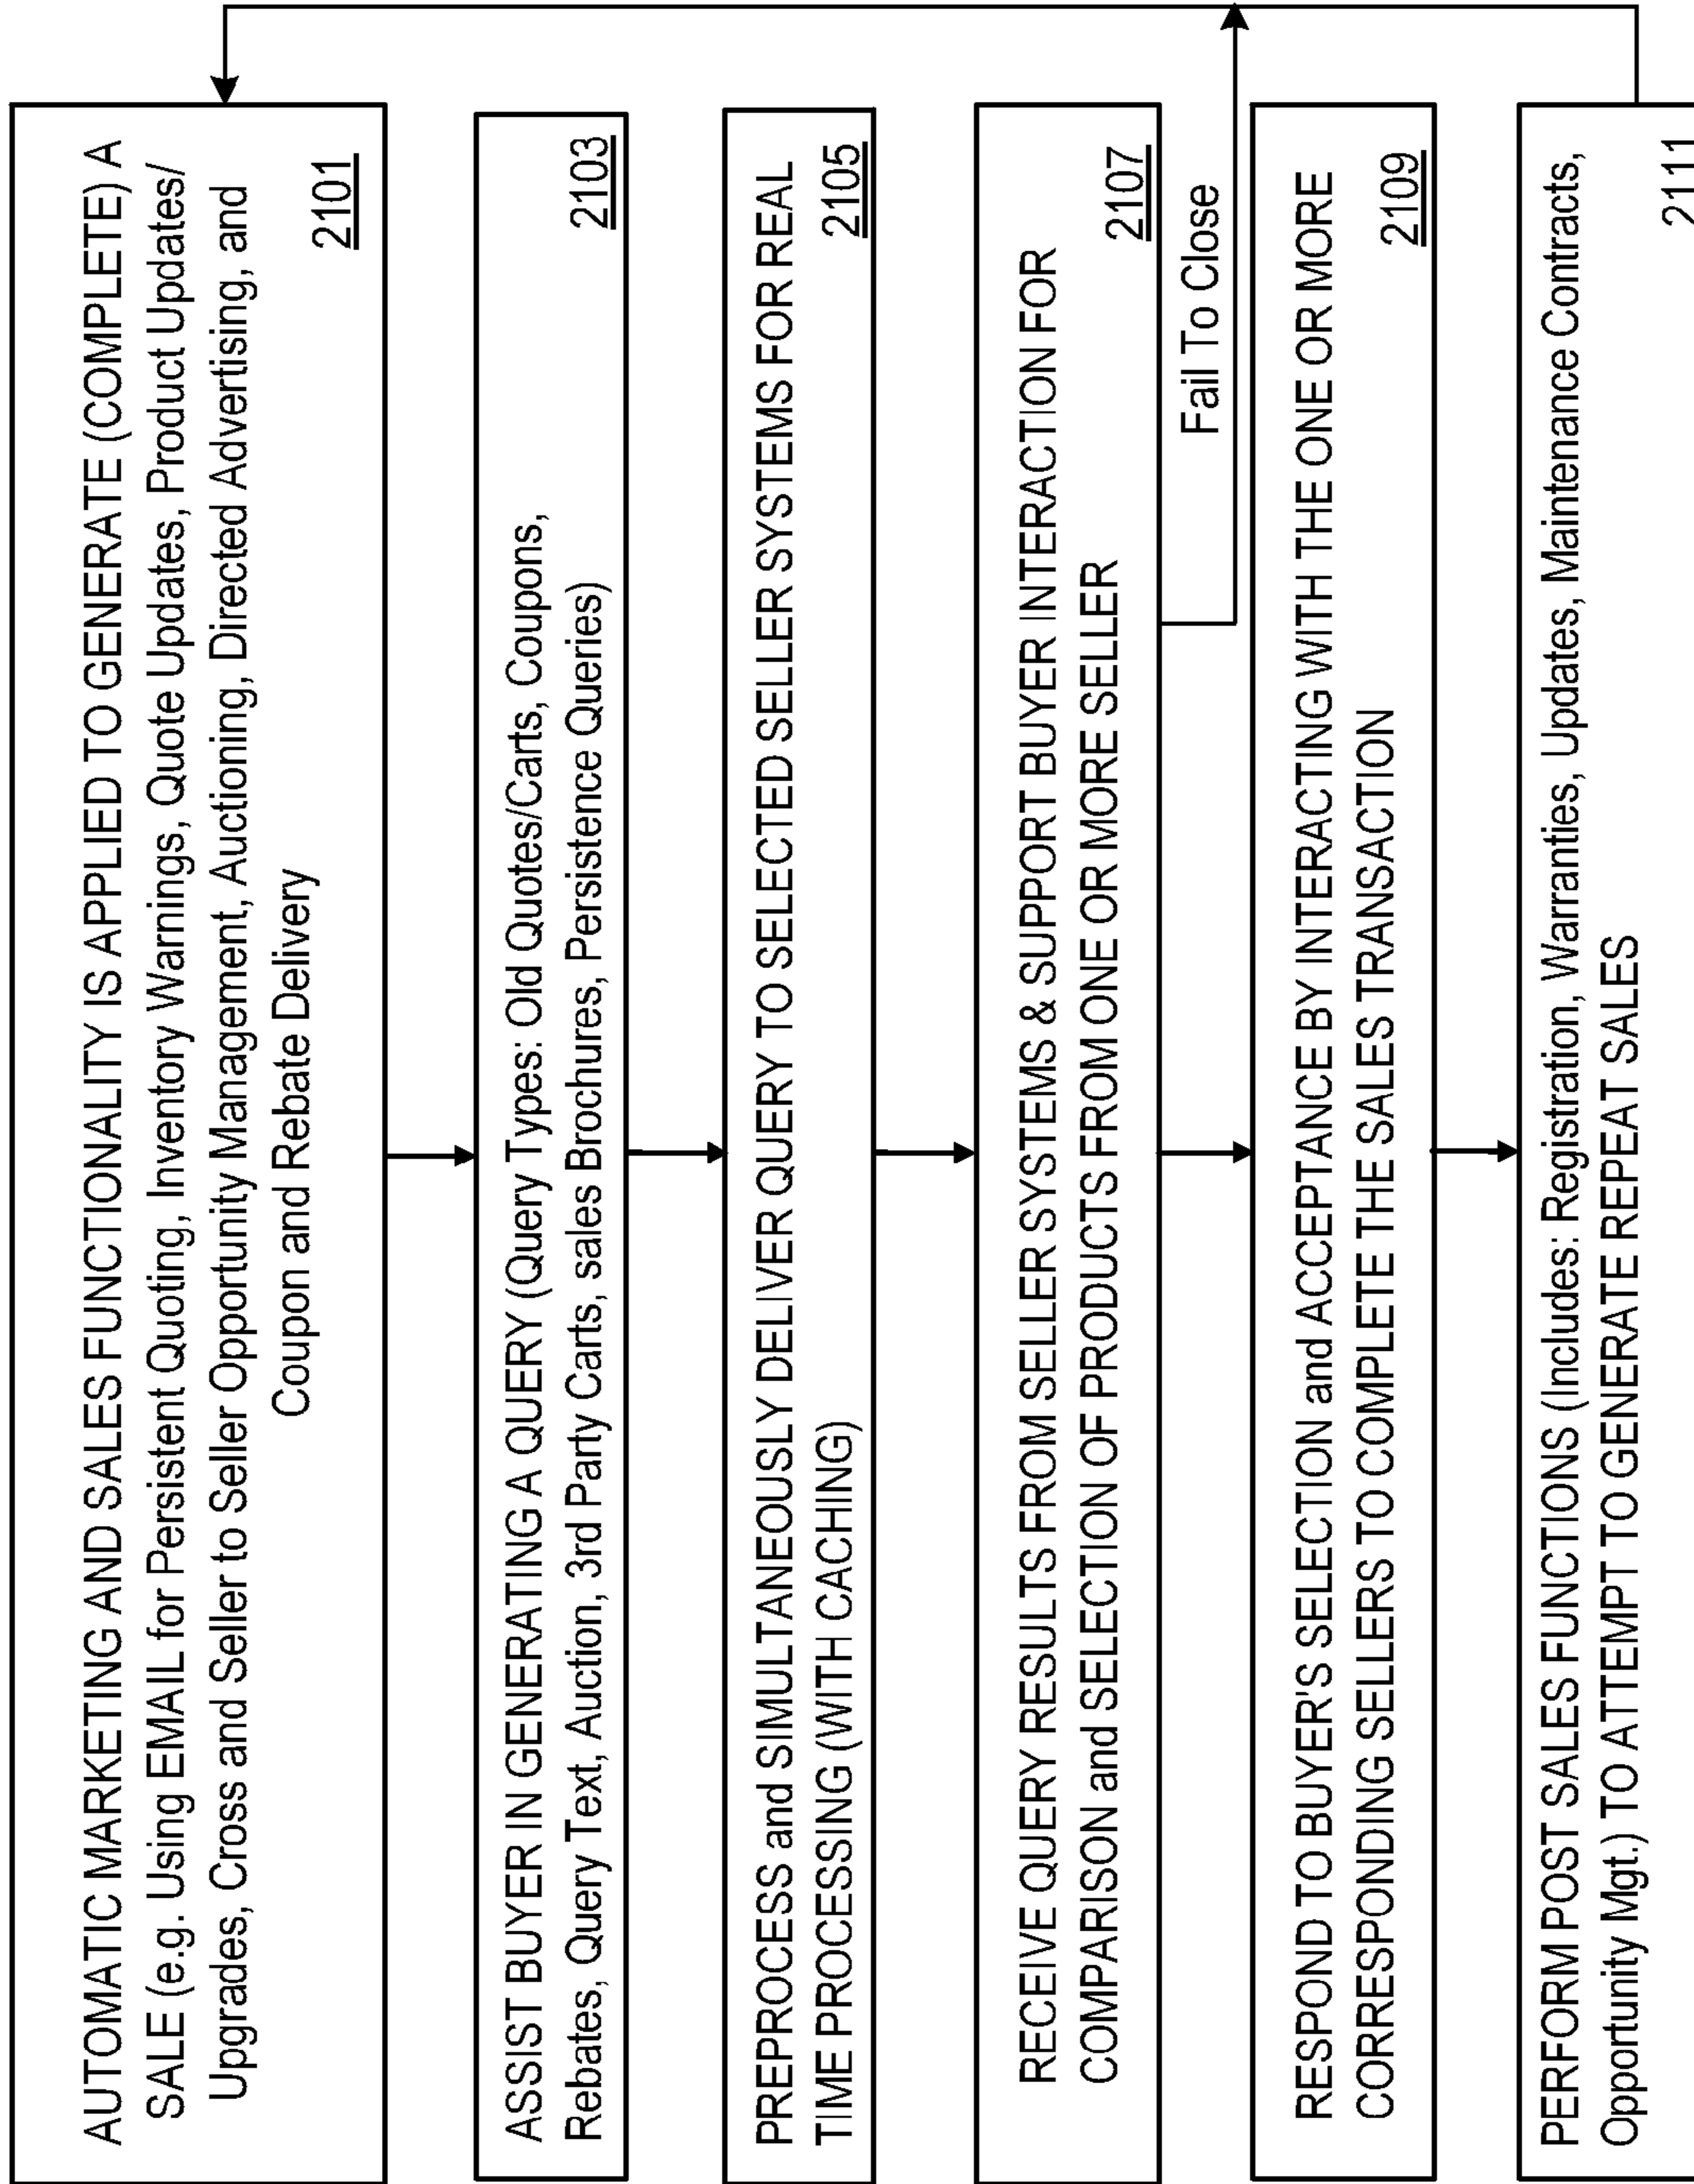 AUTOMATIC MARKETING AND SALES FUNCTIONALITY IS APPLIED TO GENERATE (COMPLETE) A
SALE (e.g. Using EMAIL for Persistent Quoting, Inventory Warnings, Quote Updates, Product Updates/
Upgrades, Cross and Seller to Seller Opportunity Management, Auctioning, Directed Advertising, and
Coupon and Rebate Delivery
2101
ASSIST BUYER IN GENERATING A QUERY (Query Types: Old Quotes/Carts, Coupons,
Rebates, Query Text, Auction, 3rd Party Carts, sales Brochures, Persistence Queries)
2103
PREPROCESS and SIMULTANEOUSLY DELIVER QUERY TO SELECTED SELLER SYSTEMS FOR REAL
TIME PROCESSING (WITH CACHING)
2105
RECEIVE QUERY RESULTS FROM SELLER SYSTEMS & SUPPORT BUYER INTERACTION FOR
COMPARISON and SELECTION OF PRODUCTS FROM ONE OR MORE SELLER
2107
Fail To Close
RESPOND TO BUYER'S SELECTION and ACCEPTANCE BY INTERACTING WITH THE ONE OR MORE
CORRESPONDING SELLERS TO COMPLETE THE SALES TRANSACTION
2109
PERFORM POST SALES FUNCTIONS (Includes: Registration, Warranties, Updates, Maintenance Contracts,
Opportunity Mgt.) TO ATTEMPT TO GENERATE REPEAT SALES
2111